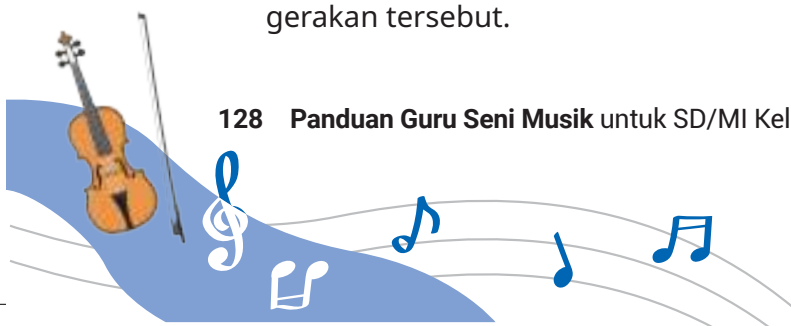 gerakan tersebut.
128 Panduan Guru Seni Musik untuk SD/MI Kel